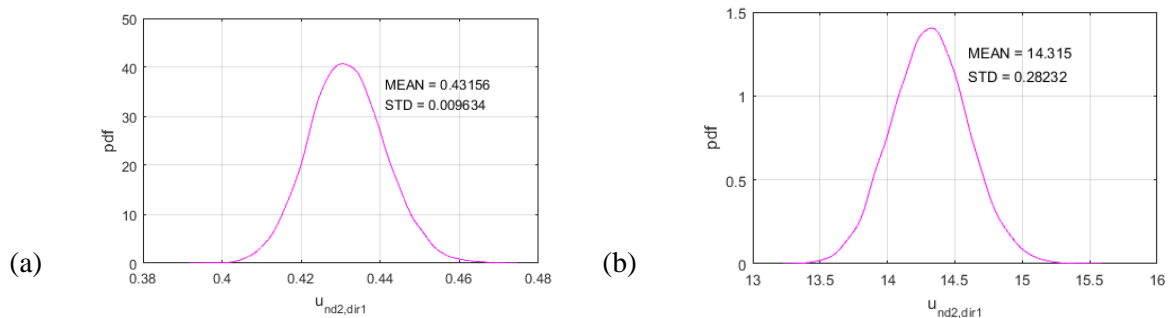 (a)
pdf
50
40
30
20
10
0
MEAN = 0.43156
STD = 0.009634
0.38 0.4 0.42 0.44 0.46 0.48
u_nd2,dir1
(b)
pdf
1.5
1
0.5
0
MEAN = 14.315
STD = 0.28232
13 13.5 14 14.5 15 15.5 16
u_nd2,dir1